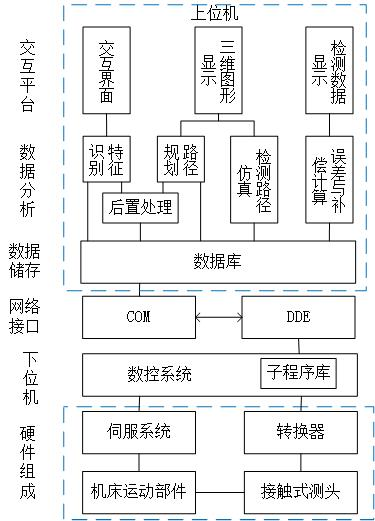 上位机
交互平台
交互界面
三维图形
显示
检测数据
显示
数据分析
特征
识别
路径
规划
检测路径
仿真
误差与补
偿计算
后置处理
数据
储存
数据库
网络
接口
COM
DDE
下位机
数控系统
子程序库
硬件组成
伺服系统
转换器
机床运动部件
接触式测头